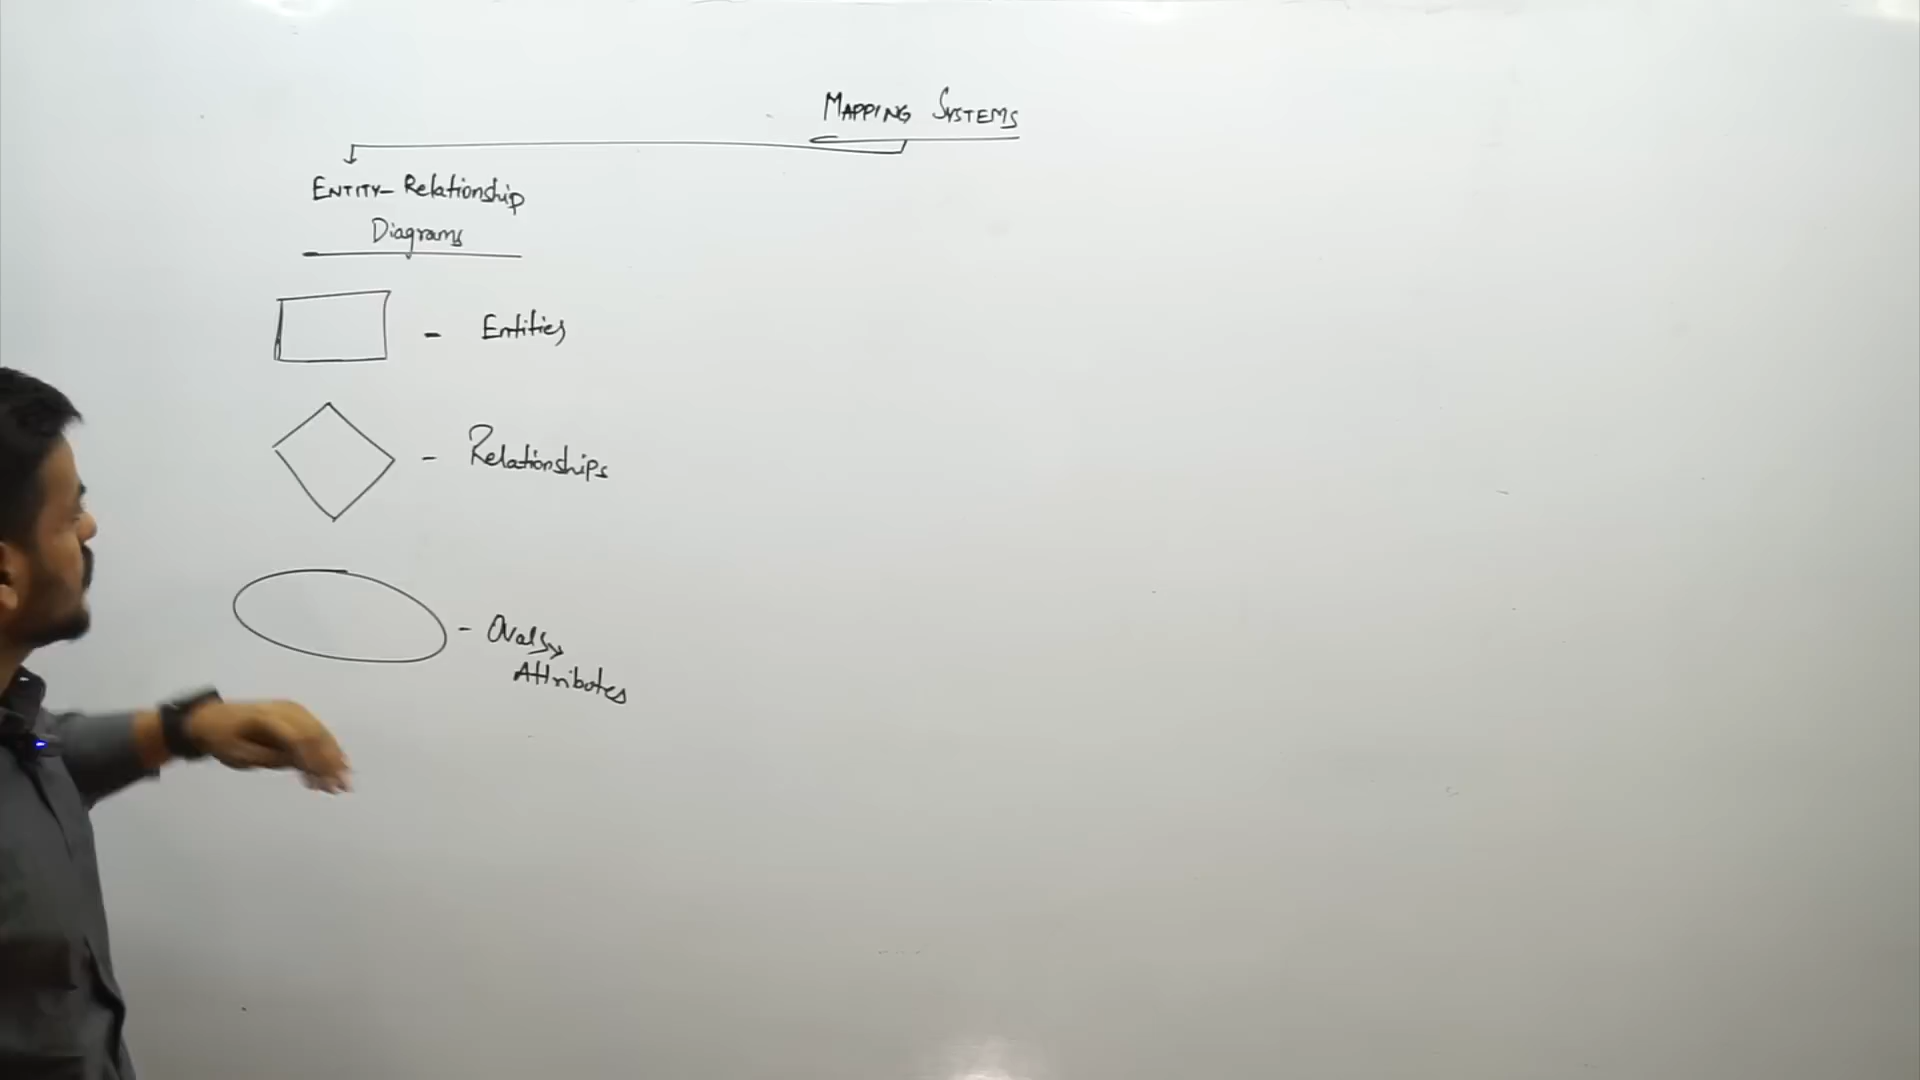 MAPPING SYSTEMS
ENTITY- Relationship
Diagrams
- Entities
- Relationships
- Ovals
Attributes